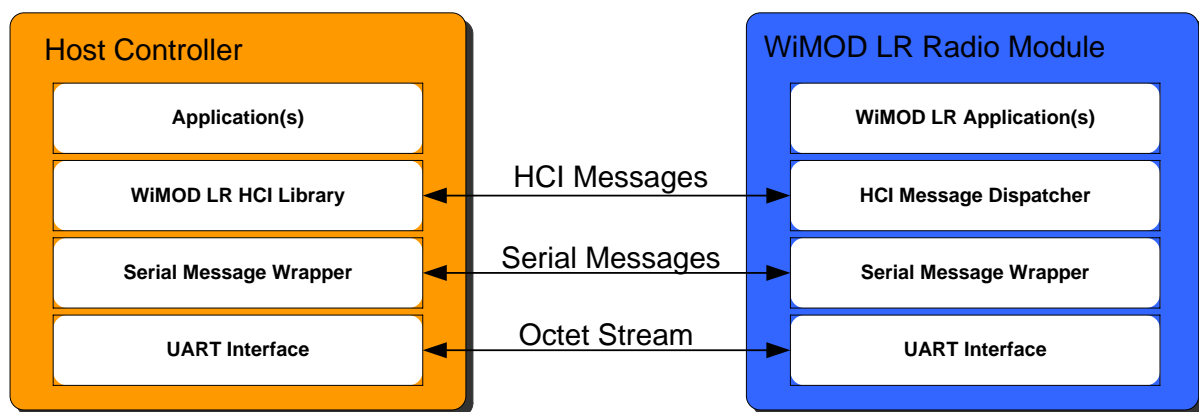 Host Controller
Application(s)
WiMOD LR HCI Library
Serial Message Wrapper
UART Interface
HCI Messages
Serial Messages
Octet Stream
WiMOD LR Radio Module
WiMOD LR Application(s)
HCI Message Dispatcher
Serial Message Wrapper
UART Interface